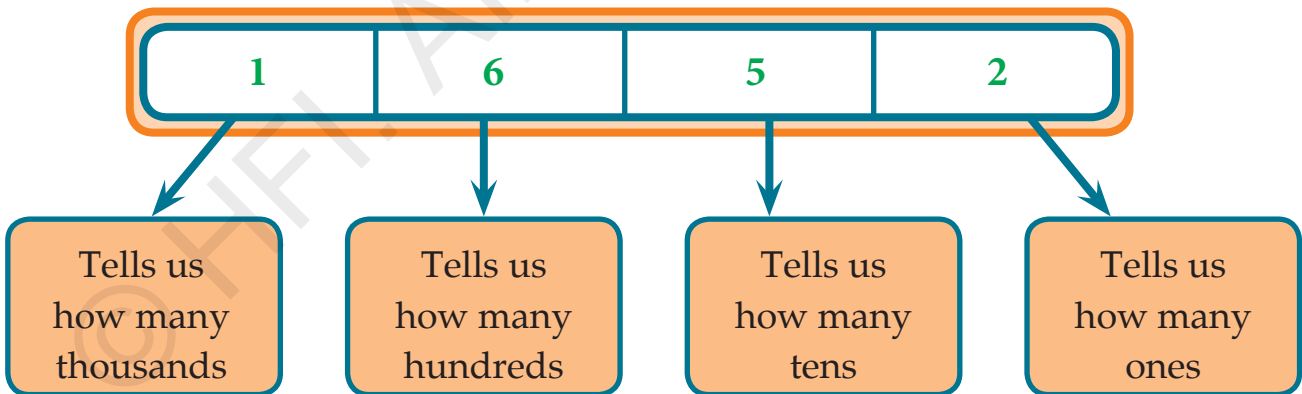 1 6 5 2
Tells us
how many
thousands
Tells us
how many
hundreds
Tells us
how many
tens
Tells us
how many
ones
© HFI.